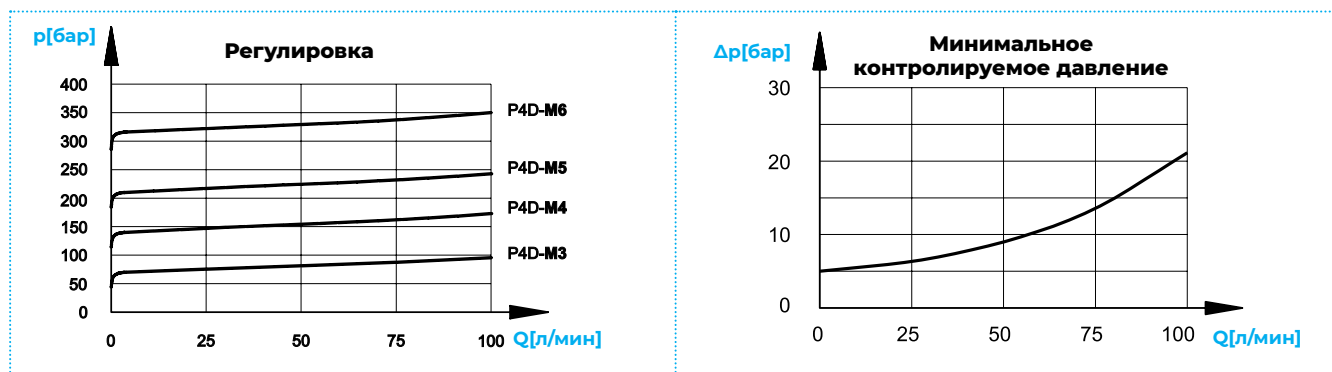 p[бар]
Регулировка
400
350
300
250
200
150
100
50
0
P4D-M6
P4D-M5
P4D-M4
P4D-M3
0 25 50 75 100 Q[л/мин]
Δp[бар]
Минимальное
контролируемое давление
30
20
10
0
0 25 50 75 100 Q[л/мин]